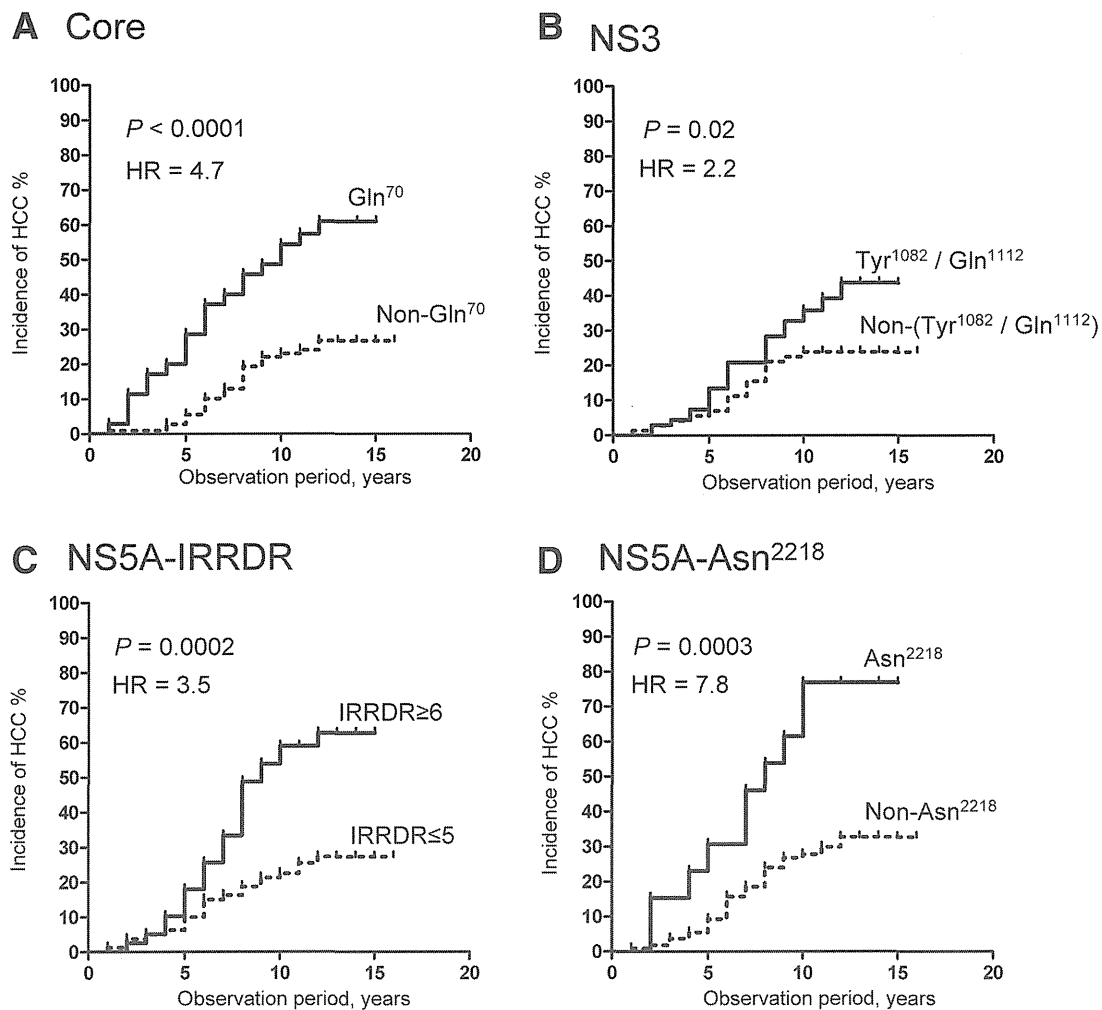 A Core
100
90
80
70
60
50
40
30
20
10
0
Incidence of HCC %
P < 0.0001
HR = 4.7
Gln70
Non-Gln70
0 5 10 15 20
Observation period, years
B NS3
100
90
80
70
60
50
40
30
20
10
0
Incidence of HCC %
P = 0.02
HR = 2.2
Tyr1082 / Gln1112
Non-(Tyr1082 / Gln1112)
0 5 10 15 20
Observation period, years
C NS5A-IRRDR
100
90
80
70
60
50
40
30
20
10
0
Incidence of HCC %
P = 0.0002
HR = 3.5
IRRDR≥6
IRRDR≤5
0 5 10 15 20
Observation period, years
D NS5A-Asn2218
100
90
80
70
60
50
40
30
20
10
0
Incidence of HCC %
P = 0.0003
HR = 7.8
Asn2218
Non-Asn2218
0 5 10 15 20
Observation period, years